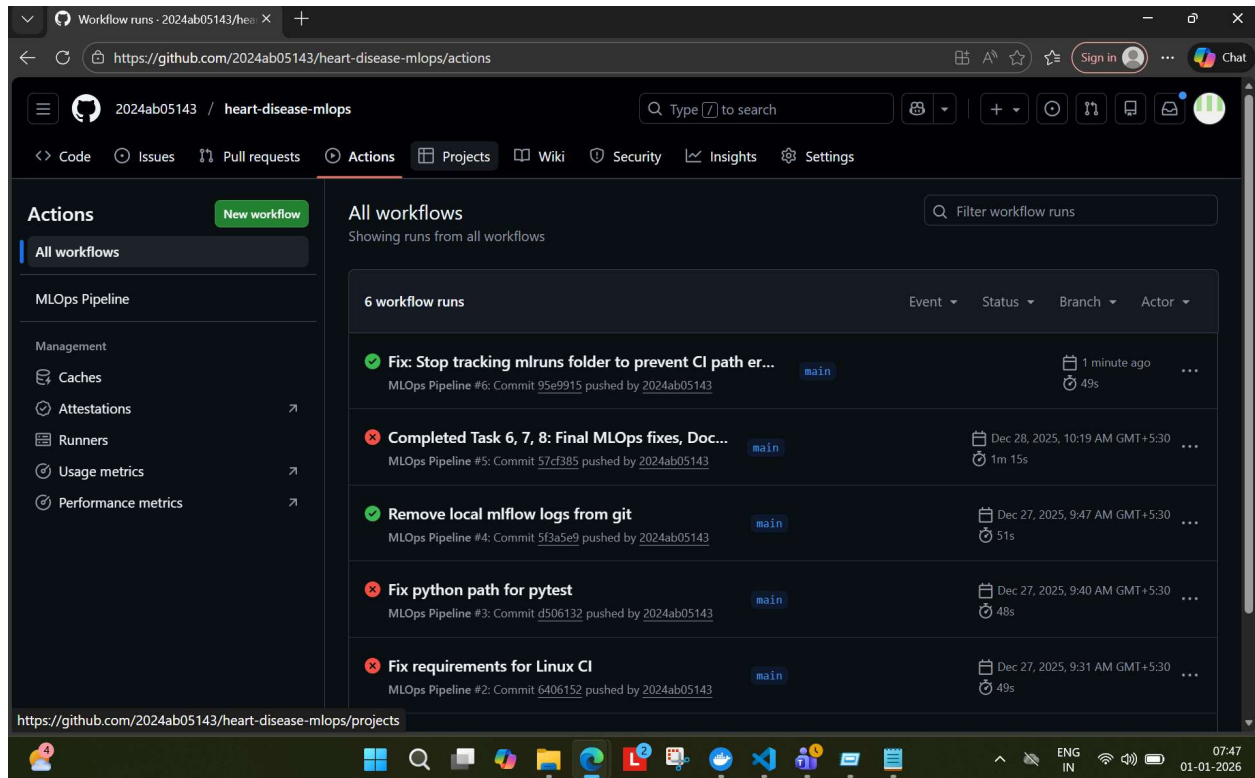 Workflow runs · 2024ab05143/hea
https://github.com/2024ab05143/heart-disease-mlops/actions
Sign in
Chat
2024ab05143 / heart-disease-mlops
Type / to search
<> Code Issues Pull requests Actions Projects Wiki Security Insights Settings
Actions
New workflow
All workflows
MLOps Pipeline
Management
Caches
Attestations
Runners
Usage metrics
Performance metrics
All workflows
Showing runs from all workflows
Filter workflow runs
6 workflow runs
Event Status Branch Actor
Fix: Stop tracking mlruns folder to prevent CI path er... main 1 minute ago
MLOps Pipeline #6: Commit 95e9915 pushed by 2024ab05143 49s
Completed Task 6, 7, 8: Final MLOps fixes, Doc... main Dec 28, 2025, 10:19 AM GMT+5:30
MLOps Pipeline #5: Commit 57cf385 pushed by 2024ab05143 1m 15s
Remove local mlflow logs from git main Dec 27, 2025, 9:47 AM GMT+5:30
MLOps Pipeline #4: Commit 5f3a5e9 pushed by 2024ab05143 51s
Fix python path for pytest main Dec 27, 2025, 9:40 AM GMT+5:30
MLOps Pipeline #3: Commit d506132 pushed by 2024ab05143 48s
Fix requirements for Linux CI main Dec 27, 2025, 9:31 AM GMT+5:30
MLOps Pipeline #2: Commit 6406152 pushed by 2024ab05143 49s
https://github.com/2024ab05143/heart-disease-mlops/projects
4
L 2
ENG 07:47
IN 01-01-2026